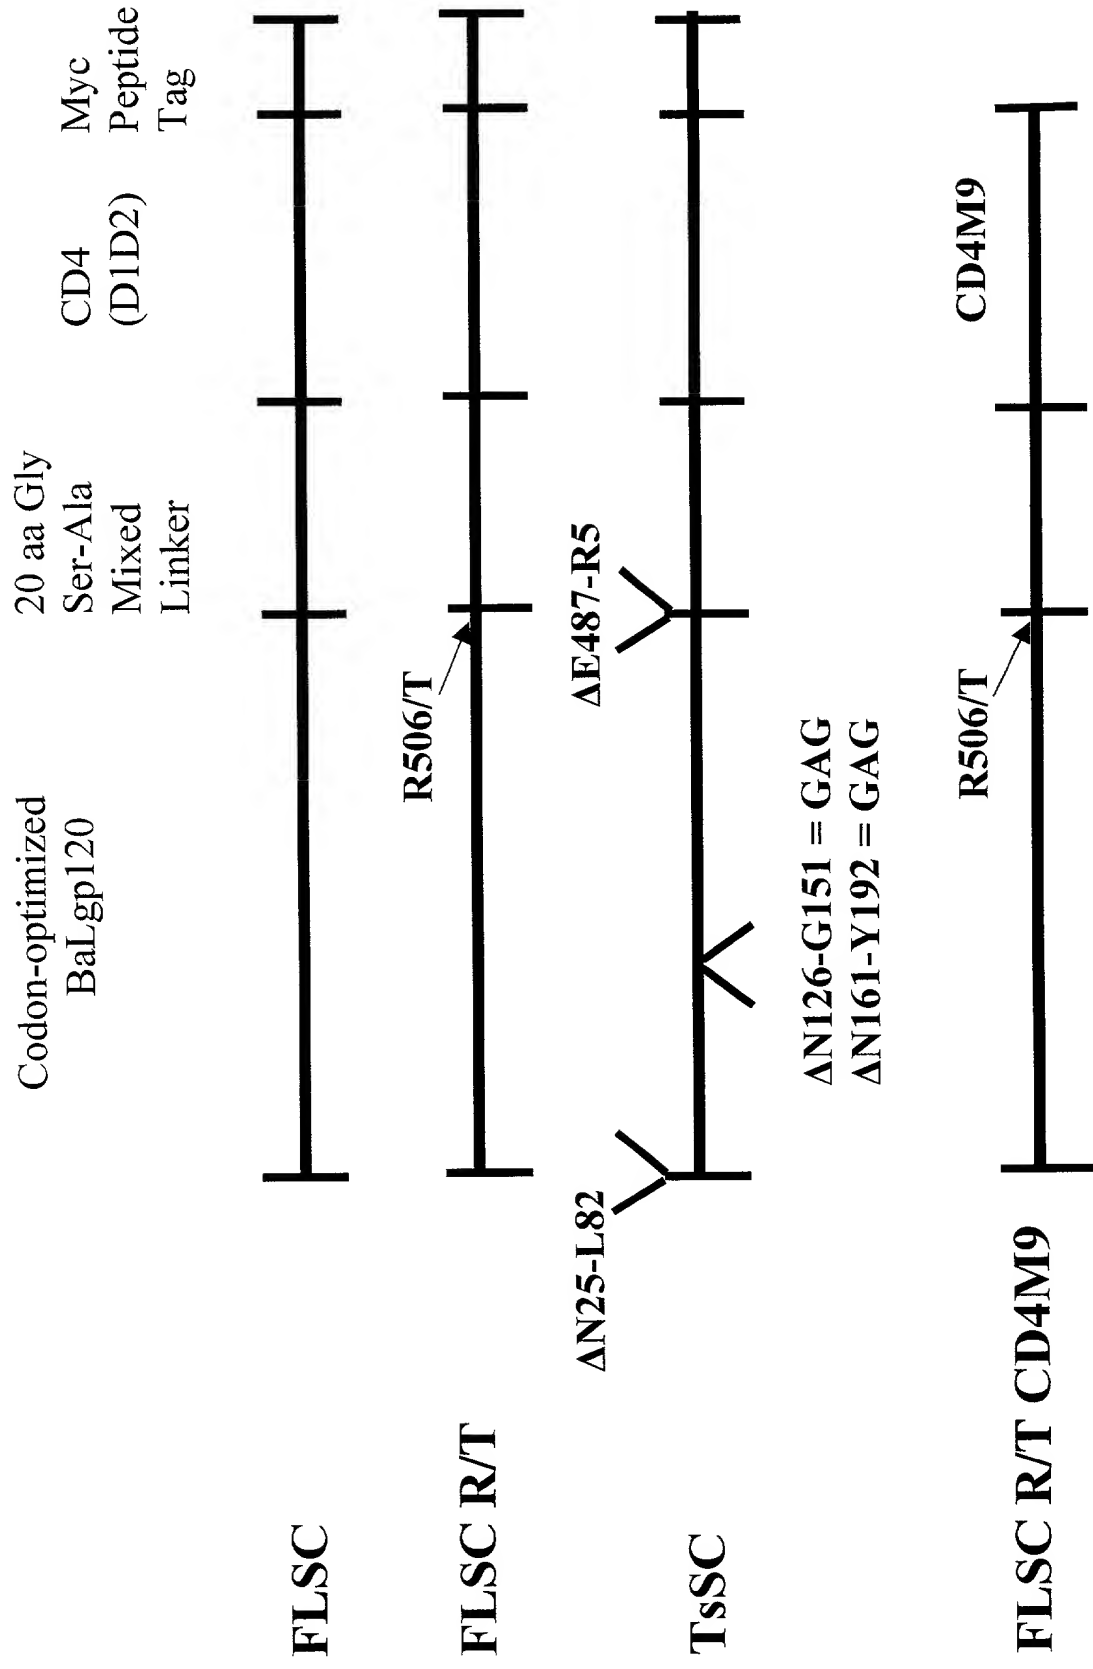 Codon-optimized
BaLgp120
20 aa Gly
Ser-Ala
Mixed
Linker
CD4
(D1D2)
Myc
Peptide
Tag
FLSC
FLSC R/T
R506/T
TsSC
ΔN25-L82
ΔE487-R5
ΔN126-G151 = GAG
ΔN161-Y192 = GAG
FLSC R/T CD4M9
R506/T
CD4M9